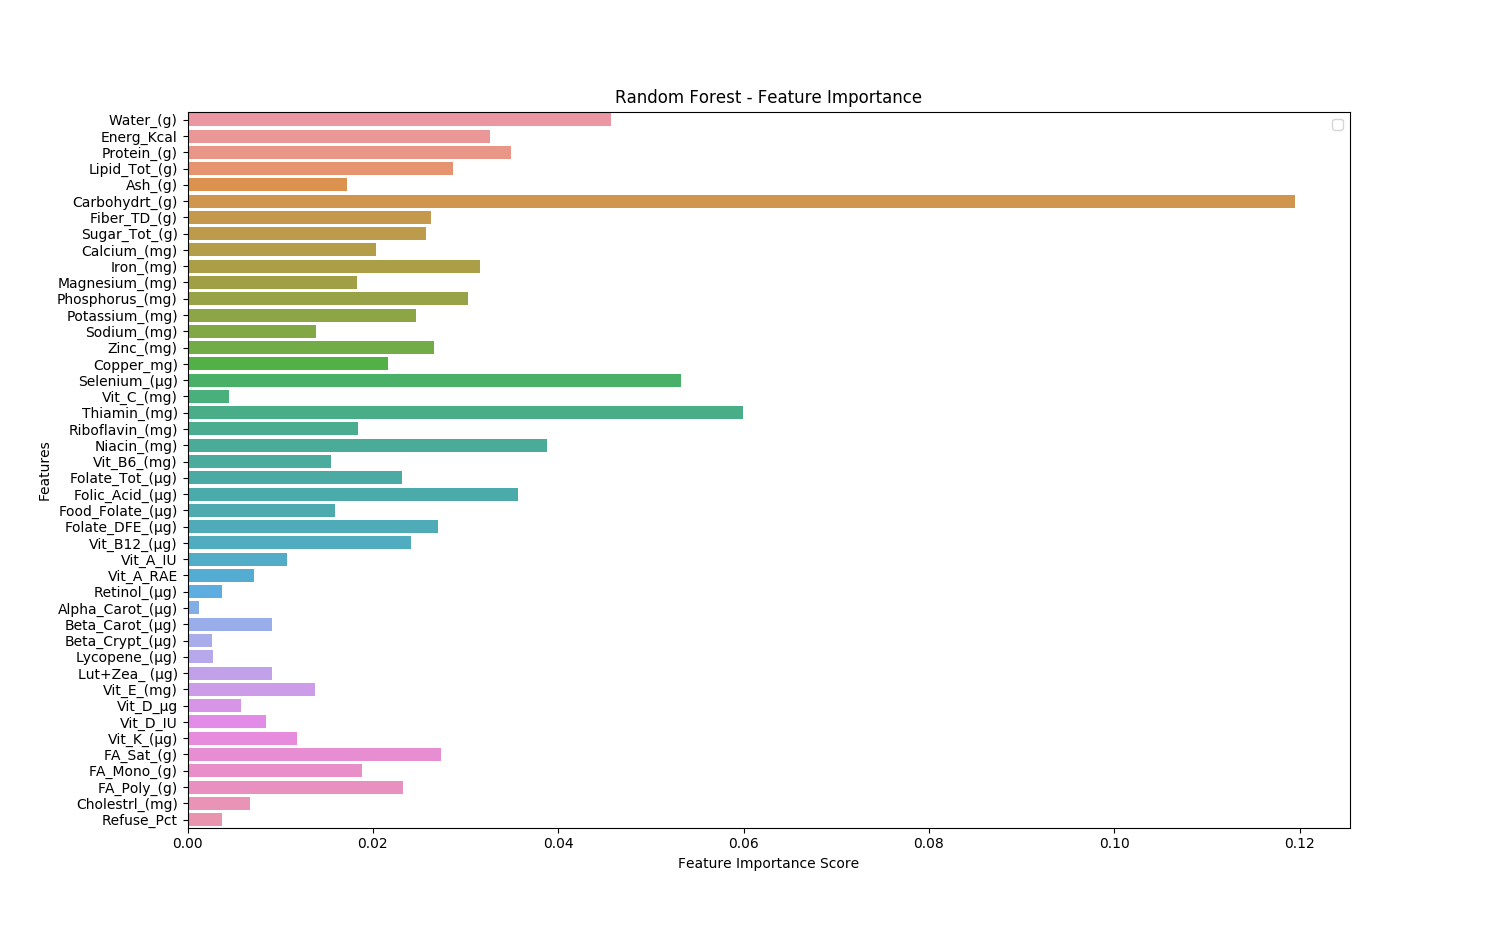 Random Forest - Feature Importance
Water_(g)
Energ_Kcal
Protein_(g)
Lipid_Tot_(g)
Ash_(g)
Carbohydrt_(g)
Fiber_TD_(g)
Sugar_Tot_(g)
Calcium_(mg)
Iron_(mg)
Magnesium_(mg)
Phosphorus_(mg)
Potassium_(mg)
Sodium_(mg)
Zinc_(mg)
Copper_mg)
Selenium_(µg)
Vit_C_(mg)
Thiamin_(mg)
Riboflavin_(mg)
Niacin_(mg)
Vit_B6_(mg)
Folate_Tot_(µg)
Folic_Acid_(µg)
Food_Folate_(µg)
Folate_DFE_(µg)
Vit_B12_(µg)
Vit_A_IU
Vit_A_RAE
Retinol_(µg)
Alpha_Carot_(µg)
Beta_Carot_(µg)
Beta_Crypt_(µg)
Lycopene_(µg)
Lut+Zea_ (µg)
Vit_E_(mg)
Vit_D_µg
Vit_D_IU
Vit_K_(µg)
FA_Sat_(g)
FA_Mono_(g)
FA_Poly_(g)
Cholestrl_(mg)
Refuse_Pct
Features
0.00 0.02 0.04 0.06 0.08 0.10 0.12
Feature Importance Score